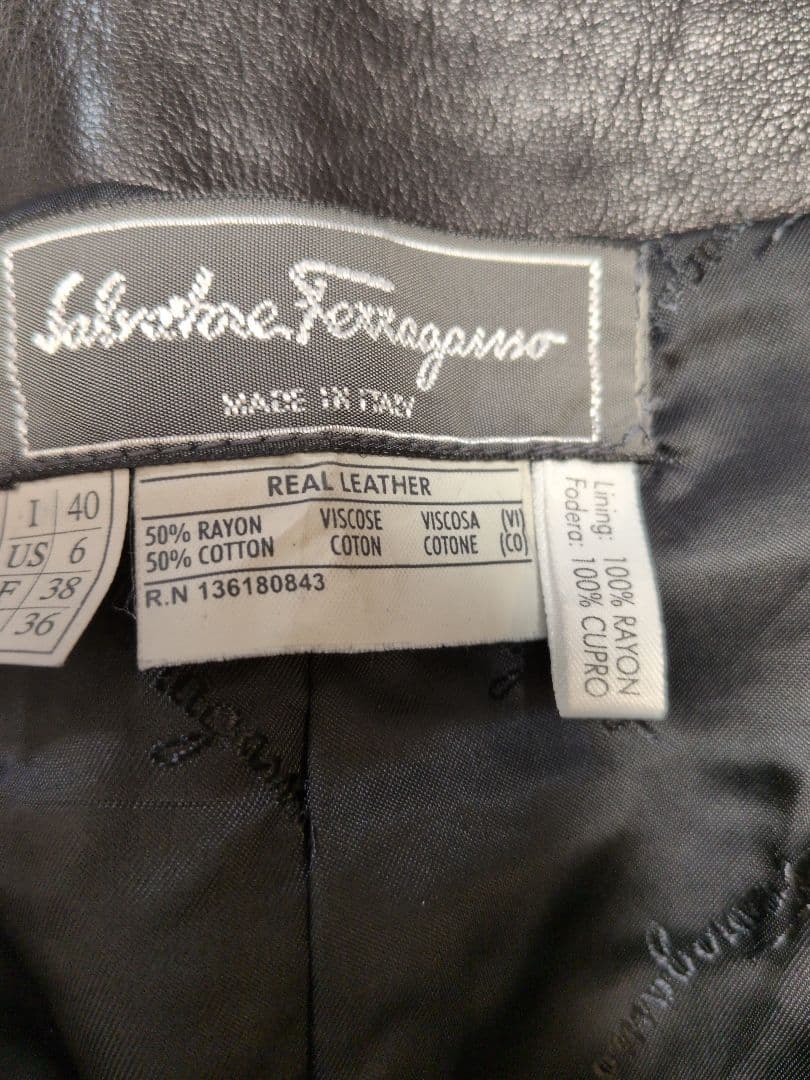 Salvatore Ferragamo
MADE IN ITALY
I 40
US 6
F 38
36
REAL LEATHER
50% RAYON VISCOSE VISCOSA (VI)
50% COTTON COTON COTONE (CO)
R.N 136180843
Lining: 100% RAYON
Fodera: 100% CUPRO